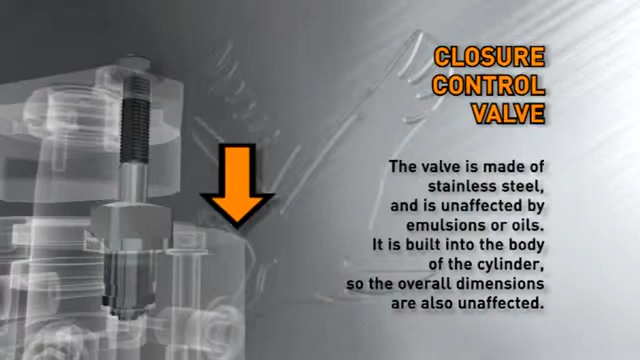 CLOSURE
CONTROL
VALVE
The valve is made of
stainless steel,
and is unaffected by
emulsions or oils.
It is built into the body
of the cylinder,
so the overall dimensions
are also unaffected.